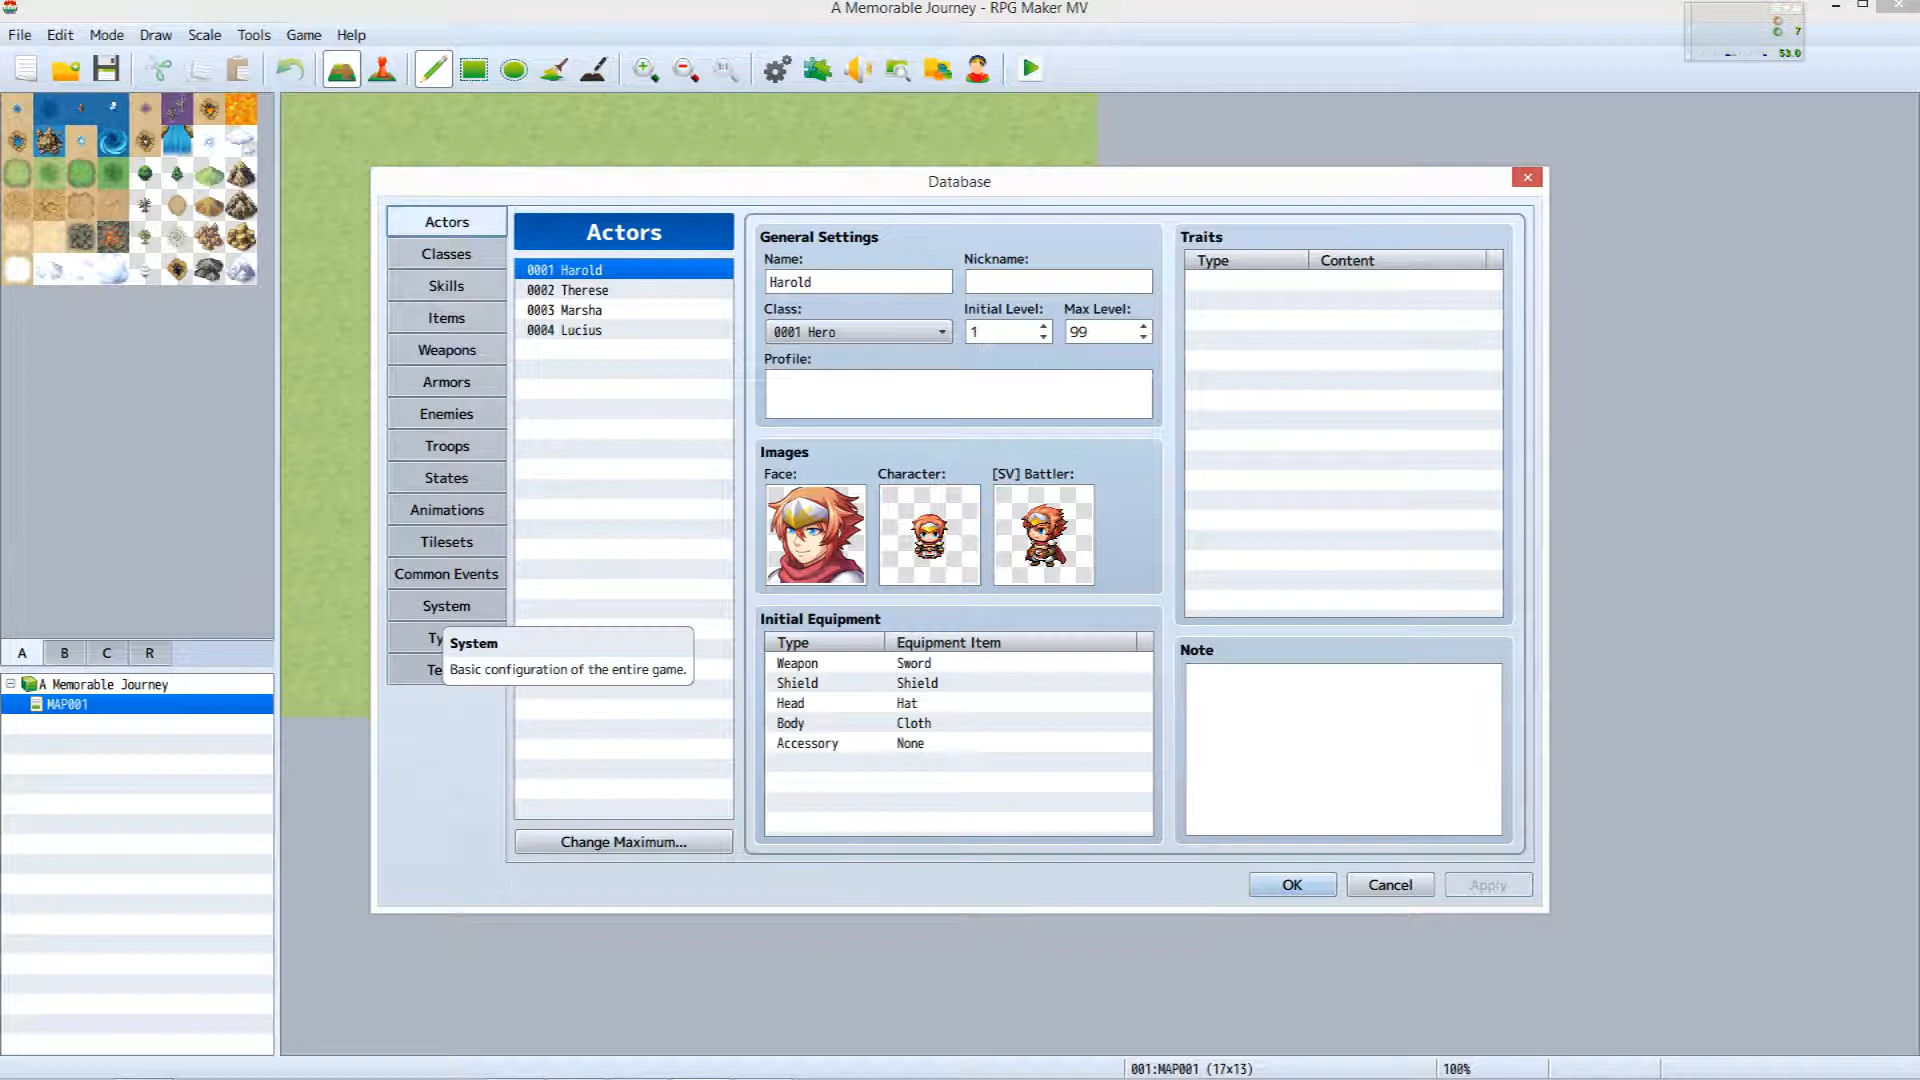 A Memorable Journey - RPG Maker MV
File Edit Mode Draw Scale Tools Game Help
7
53.0
1:1
Database
Actors
Classes
Skills
Items
Weapons
Armors
Enemies
Troops
States
Animations
Tilesets
Common Events
System
Ty
Te
System
Basic configuration of the entire game.
Actors
0001 Harold
0002 Therese
0003 Marsha
0004 Lucius
Change Maximum...
General Settings
Name: Nickname:
Harold
Class: Initial Level: Max Level:
0001 Hero 1 99
Profile:
Images
Face: Character: [SV] Battler:
Initial Equipment
Type Equipment Item
Weapon Sword
Shield Shield
Head Hat
Body Cloth
Accessory None
Traits
Type Content
Note
OK Cancel Apply
A B C R
A Memorable Journey
MAP001
001:MAP001 (17x13) 100%